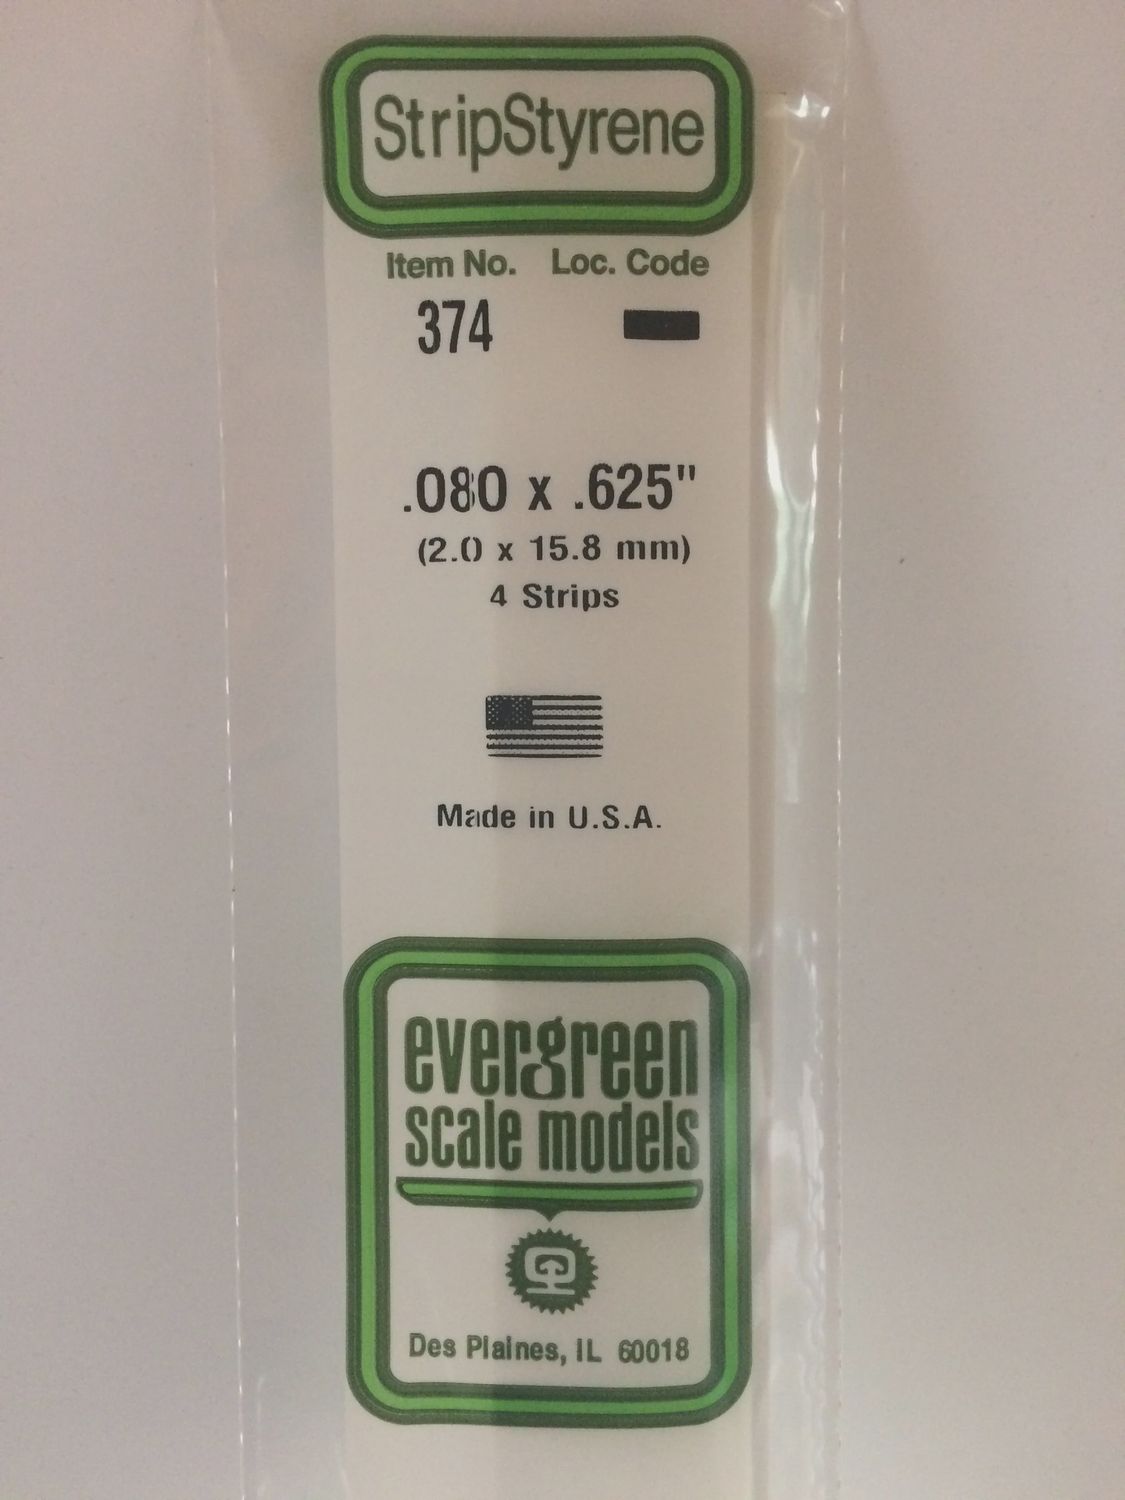 StripStyrene
Item No. Loc. Code
374
.080 x .625"
(2.0 x 15.8 mm)
4 Strips
Made in U.S.A.
evergreen
scale models
Des Plaines, IL 60018